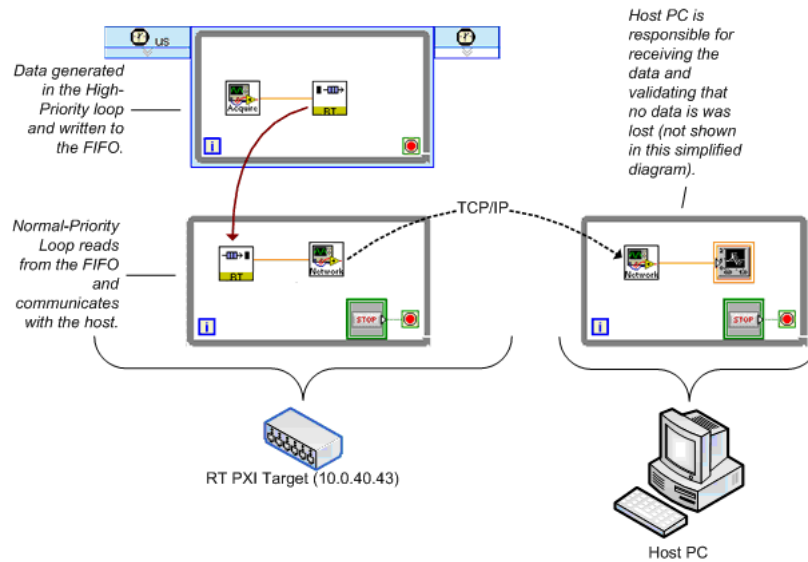 us
Data generated
in the High-
Priority loop
and written to
the FIFO.
Acquire
RT
i
Host PC is
responsible for
receiving the
data and
validating that
no data is was
lost (not shown
in this simplified
diagram).
TCP/IP
Normal-Priority
Loop reads
from the FIFO
and
communicates
with the host.
RT
Network
STOP
i
Network
STOP
i
RT PXI Target (10.0.40.43)
Host PC